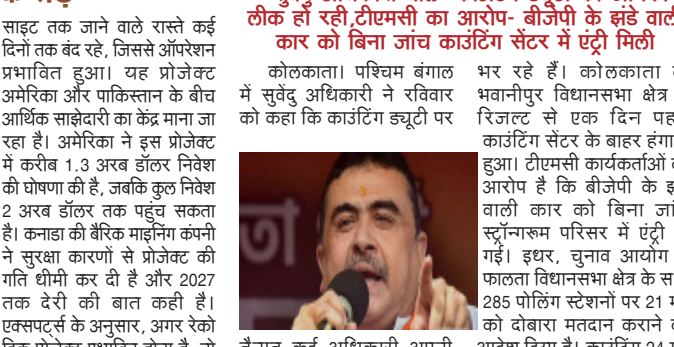 साइट तक जाने वाले रास्ते कई
दिनों तक बंद रहे, जिससे ऑपरेशन
प्रभावित हुआ। यह प्रोजेक्ट
अमेरिका और पाकिस्तान के बीच
आर्थिक साझेदारी का केंद्र माना जा
रहा है। अमेरिका ने इस प्रोजेक्ट
में करीब 1.3 अरब डॉलर निवेश
की घोषणा की है, जबकि कुल निवेश
2 अरब डॉलर तक पहुंच सकता
है। कनाडा की बैरिक माइनिंग कंपनी
ने सुरक्षा कारणों से प्रोजेक्ट की
गति धीमी कर दी है और 2027
तक देरी की बात कही है।
एक्सपर्ट्स के अनुसार, अगर रेको
लीक हो रही,टीएमसी का आरोप- बीजेपी के झंडे वाली
कार को बिना जांच काउंटिंग सेंटर में एंट्री मिली
कोलकाता। पश्चिम बंगाल
में सुवेंदु अधिकारी ने रविवार
को कहा कि काउंटिंग ड्यूटी पर
तैनात कई अधिकारी अपनी
भर रहे हैं। कोलकाता
भवानीपुर विधानसभा क्षेत्र
रिजल्ट से एक दिन
काउंटिंग सेंटर के बाहर
हुआ। टीएमसी कार्यकर्ताओं
आरोप है कि बीजेपी के
वाली कार को बिना
स्ट्रॉन्गरूम परिसर में एंट्री
गई। इधर, चुनाव आयोग
फालता विधानसभा क्षेत्र के
285 पोलिंग स्टेशनों पर 21
को दोबारा मतदान कराने